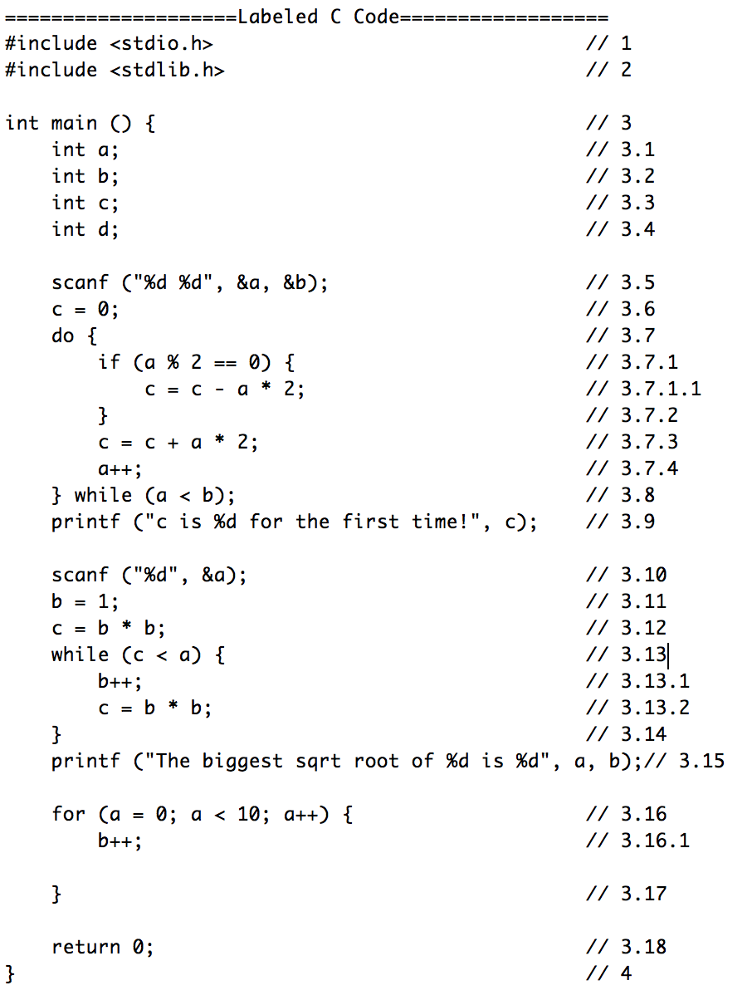 ====================Labeled C Code==================
#include <stdio.h>                                // 1
#include <stdlib.h>                               // 2

int main () {                                     // 3
    int a;                                        // 3.1
    int b;                                        // 3.2
    int c;                                        // 3.3
    int d;                                        // 3.4

    scanf ("%d %d", &a, &b);                      // 3.5
    c = 0;                                        // 3.6
    do {                                          // 3.7
        if (a % 2 == 0) {                         // 3.7.1
            c = c - a * 2;                        // 3.7.1.1
        }                                         // 3.7.2
        c = c + a * 2;                            // 3.7.3
        a++;                                      // 3.7.4
    } while (a < b);                              // 3.8
    printf ("c is %d for the first time!", c);    // 3.9

    scanf ("%d", &a);                             // 3.10
    b = 1;                                        // 3.11
    c = b * b;                                    // 3.12
    while (c < a) {                               // 3.13
        b++;                                      // 3.13.1
        c = b * b;                                // 3.13.2
    }                                             // 3.14
    printf ("The biggest sqrt root of %d is %d", a, b);// 3.15

    for (a = 0; a < 10; a++) {                    // 3.16
        b++;                                      // 3.16.1

    }                                             // 3.17

    return 0;                                     // 3.18
}                                                 // 4